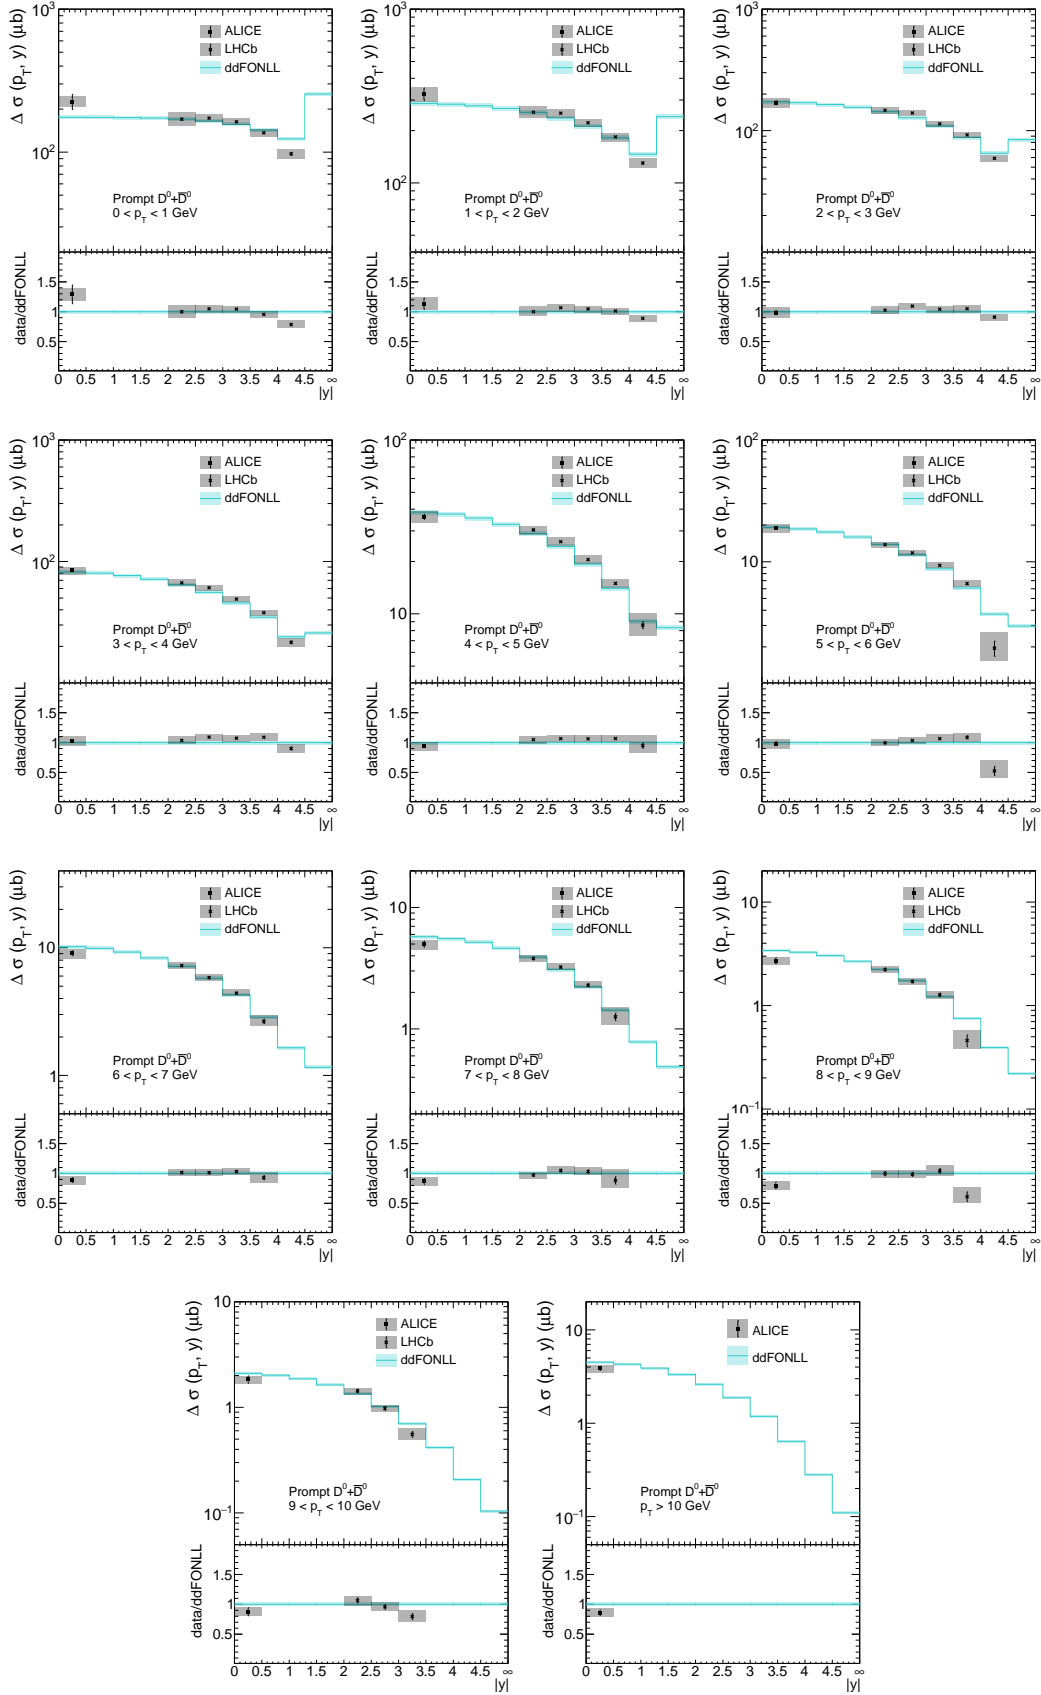 Δ σ (p_T, y) (μb)
10³
10²
ALICE
LHCb
ddFONLL
Prompt D⁰+D̅⁰
0 < p_T < 1 GeV
data/ddFONLL
1.5
1
0.5
0 0.5 1 1.5 2 2.5 3 3.5 4 4.5 ∞
|y|
Δ σ (p_T, y) (μb)
10³
10²
ALICE
LHCb
ddFONLL
Prompt D⁰+D̅⁰
1 < p_T < 2 GeV
data/ddFONLL
1.5
1
0.5
0 0.5 1 1.5 2 2.5 3 3.5 4 4.5 ∞
|y|
Δ σ (p_T, y) (μb)
10³
10²
ALICE
LHCb
ddFONLL
Prompt D⁰+D̅⁰
2 < p_T < 3 GeV
data/ddFONLL
1.5
1
0.5
0 0.5 1 1.5 2 2.5 3 3.5 4 4.5 ∞
|y|
Δ σ (p_T, y) (μb)
10³
10²
ALICE
LHCb
ddFONLL
Prompt D⁰+D̅⁰
3 < p_T < 4 GeV
data/ddFONLL
1.5
1
0.5
0 0.5 1 1.5 2 2.5 3 3.5 4 4.5 ∞
|y|
Δ σ (p_T, y) (μb)
10²
10
ALICE
LHCb
ddFONLL
Prompt D⁰+D̅⁰
4 < p_T < 5 GeV
data/ddFONLL
1.5
1
0.5
0 0.5 1 1.5 2 2.5 3 3.5 4 4.5 ∞
|y|
Δ σ (p_T, y) (μb)
10²
10
ALICE
LHCb
ddFONLL
Prompt D⁰+D̅⁰
5 < p_T < 6 GeV
data/ddFONLL
1.5
1
0.5
0 0.5 1 1.5 2 2.5 3 3.5 4 4.5 ∞
|y|
Δ σ (p_T, y) (μb)
10
1
ALICE
LHCb
ddFONLL
Prompt D⁰+D̅⁰
6 < p_T < 7 GeV
data/ddFONLL
1.5
1
0.5
0 0.5 1 1.5 2 2.5 3 3.5 4 4.5 ∞
|y|
Δ σ (p_T, y) (μb)
10
1
ALICE
LHCb
ddFONLL
Prompt D⁰+D̅⁰
7 < p_T < 8 GeV
data/ddFONLL
1.5
1
0.5
0 0.5 1 1.5 2 2.5 3 3.5 4 4.5 ∞
|y|
Δ σ (p_T, y) (μb)
10
1
10⁻¹
ALICE
LHCb
ddFONLL
Prompt D⁰+D̅⁰
8 < p_T < 9 GeV
data/ddFONLL
1.5
1
0.5
0 0.5 1 1.5 2 2.5 3 3.5 4 4.5 ∞
|y|
Δ σ (p_T, y) (μb)
10
1
10⁻¹
ALICE
LHCb
ddFONLL
Prompt D⁰+D̅⁰
9 < p_T < 10 GeV
data/ddFONLL
1.5
1
0.5
0 0.5 1 1.5 2 2.5 3 3.5 4 4.5 ∞
|y|
Δ σ (p_T, y) (μb)
10
1
10⁻¹
ALICE
ddFONLL
Prompt D⁰+D̅⁰
p_T > 10 GeV
data/ddFONLL
1.5
1
0.5
0 0.5 1 1.5 2 2.5 3 3.5 4 4.5 ∞
|y|